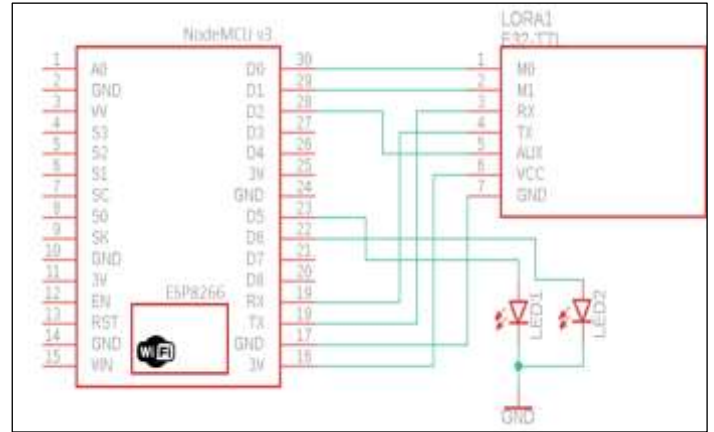 LORA1
NodeMCU v3
E32-TTL
1 A0 D0 30
2 GND D1 29
3 VV D2 28
4 S3 D3 27
5 S2 D4 26
6 S1 3V 25
7 SC GND 24
8 S0 D5 23
9 SK D6 22
10 GND D7 21
11 3V D8 20
12 EN RX 19
13 RST TX 18
14 GND GND 17
15 VIN 3V 16
ESP8266
WiFi
1 M0
2 M1
3 RX
4 TX
5 AUX
6 VCC
7 GND
LED1
LED2
GND